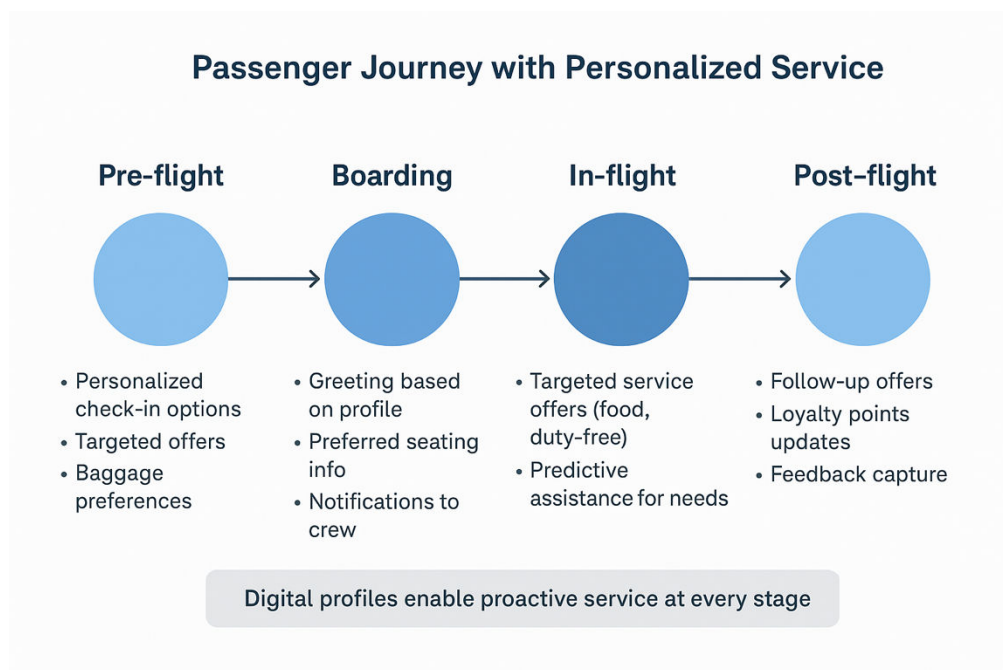 Passenger Journey with Personalized Service
Pre-flight
• Personalized
check-in options
• Targeted offers
• Baggage
preferences
Boarding
• Greeting based
on profile
• Preferred seating
info
• Notifications to
crew
In-flight
• Targeted service
offers (food,
duty-free)
• Predictive
assistance for needs
Post-flight
• Follow-up offers
• Loyalty points
updates
• Feedback capture
Digital profiles enable proactive service at every stage